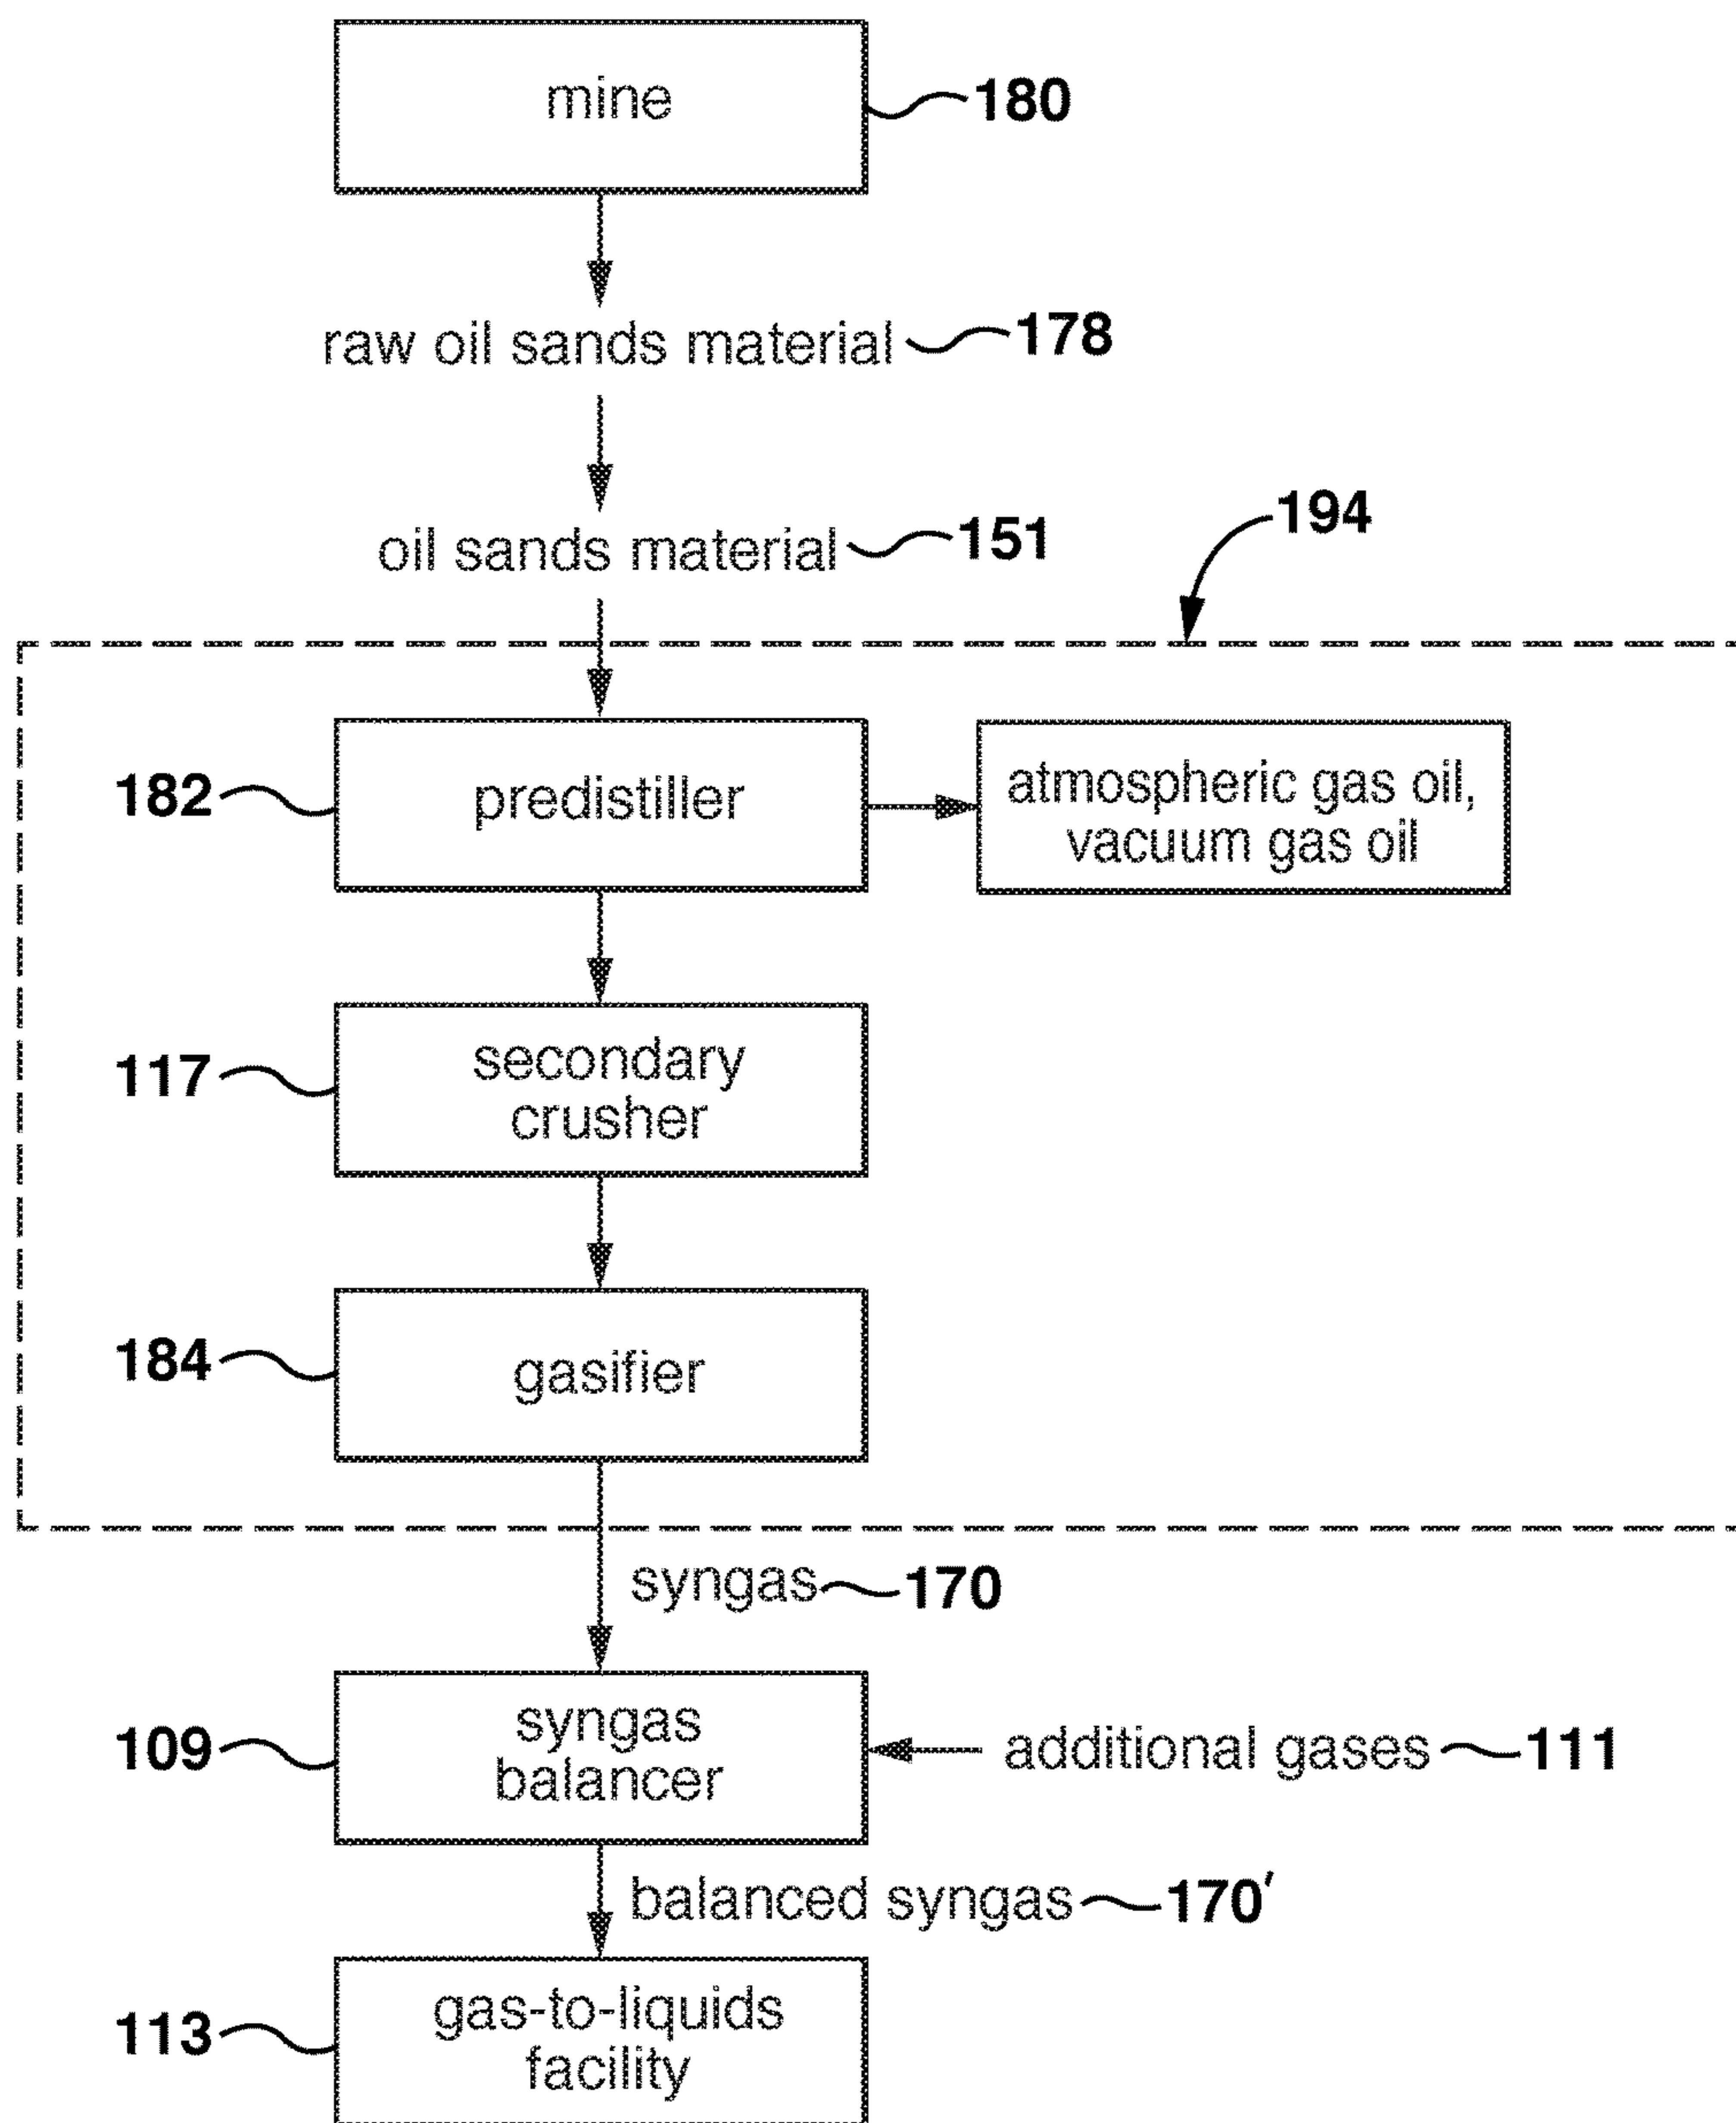 mine
180
raw oil sands material 178
oil sands material 151
194
182
predistiller
atmospheric gas oil,
vacuum gas oil
117
secondary
crusher
184
gasifier
syngas 170
109
syngas
balancer
additional gases 111
balanced syngas 170′
113
gas-to-liquids
facility